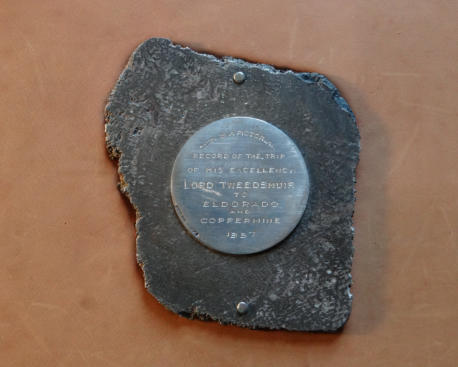 A PICTORIAL
RECORD OF THE TRIP
OF HIS EXCELLENCY
LORD TWEEDSMUIR
TO
ELDORADO
AND
COPPERMINE
1937